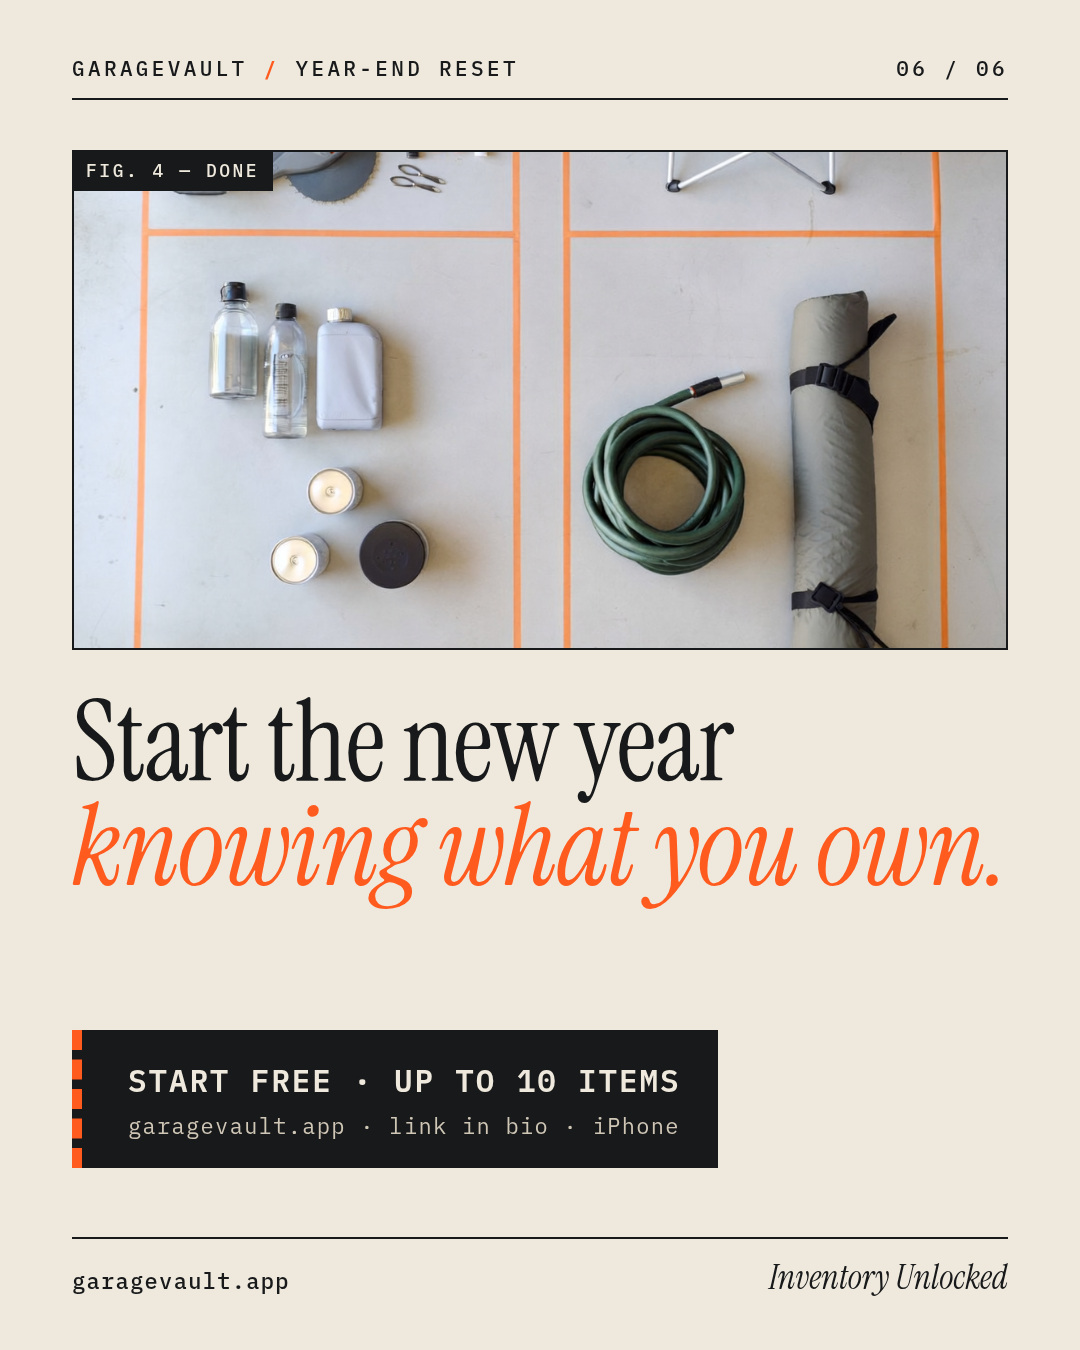 GARAGEVAULT / YEAR-END RESET
06 / 06
FIG. 4 — DONE
Start the new year
knowing what you own.
START FREE · UP TO 10 ITEMS
garagevault.app · link in bio · iPhone
garagevault.app
Inventory Unlocked